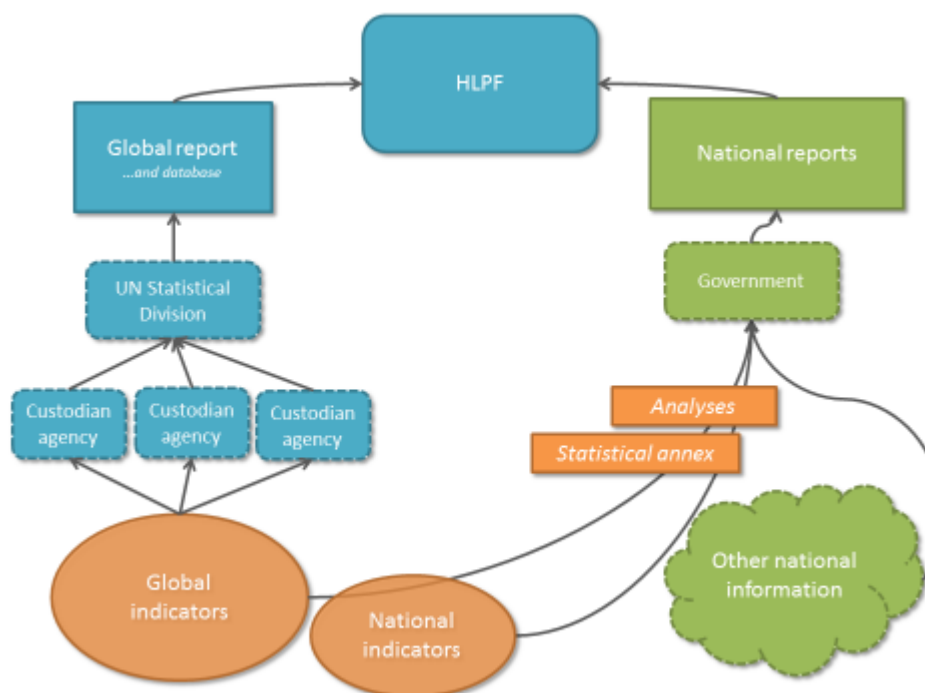 HLPF
Global report
...and database
National reports
UN Statistical
Division
Government
Custodian
agency
Custodian
agency
Custodian
agency
Analyses
Statistical annex
Global
indicators
National
indicators
Other national
information